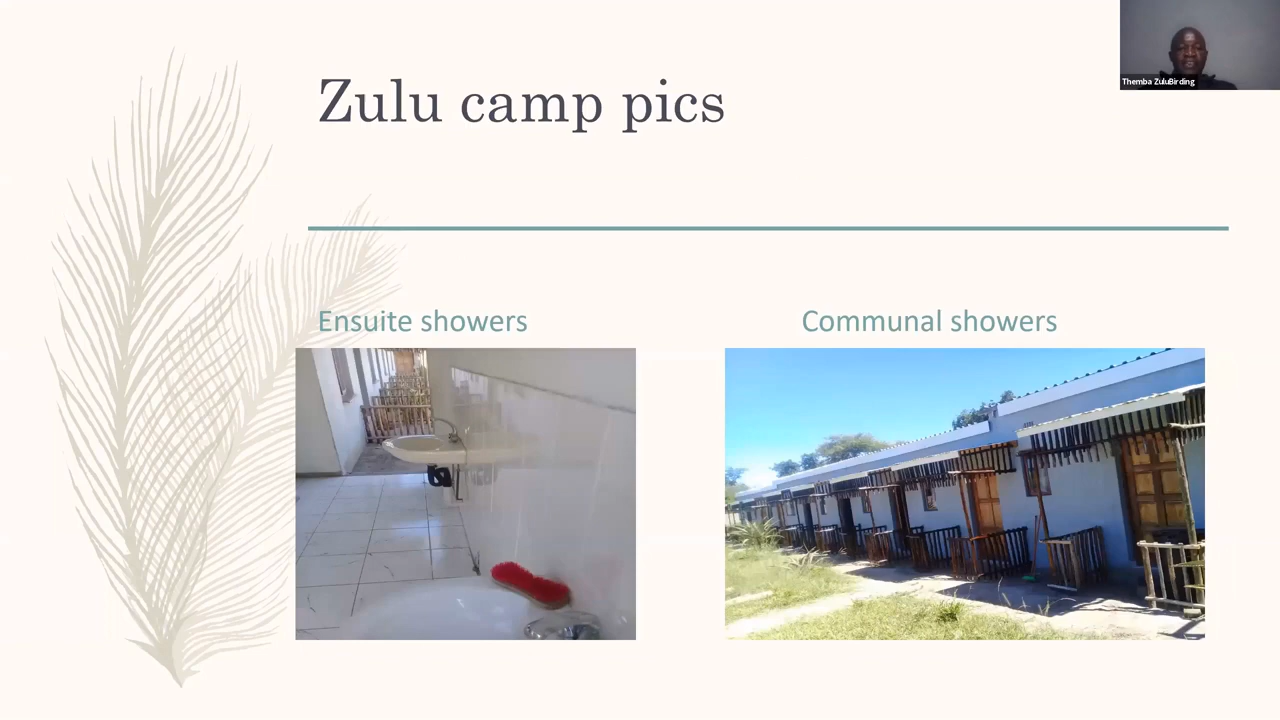 Zulu camp pics
Themba ZuluBirding
Ensuite showers
Communal showers